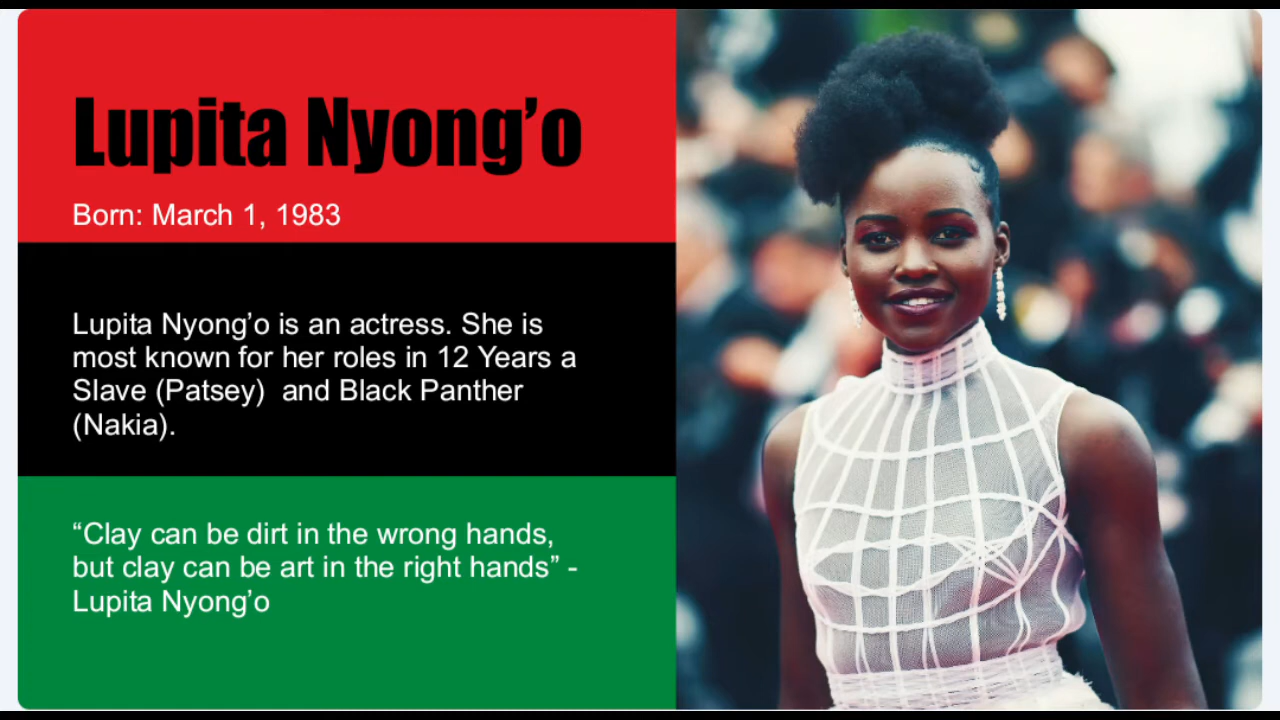 Lupita Nyong’o
Born: March 1, 1983
Lupita Nyong’o is an actress. She is
most known for her roles in 12 Years a
Slave (Patsey)  and Black Panther
(Nakia).
“Clay can be dirt in the wrong hands,
but clay can be art in the right hands” -
Lupita Nyong’o